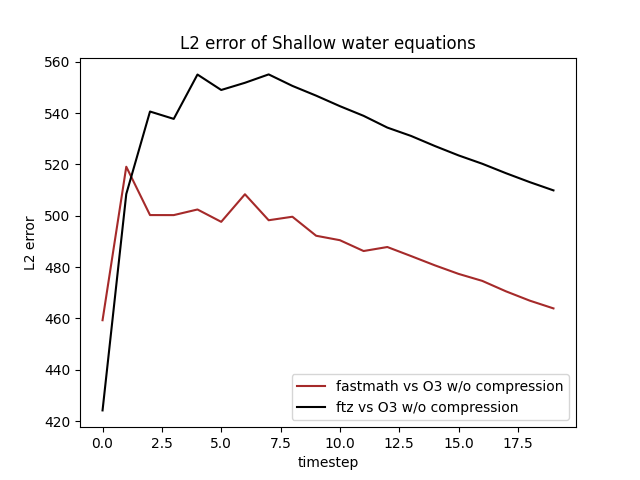 L2 error of Shallow water equations
560
540
520
500
480
460
440
420
L2 error
fastmath vs O3 w/o compression
ftz vs O3 w/o compression
0.0 2.5 5.0 7.5 10.0 12.5 15.0 17.5
timestep